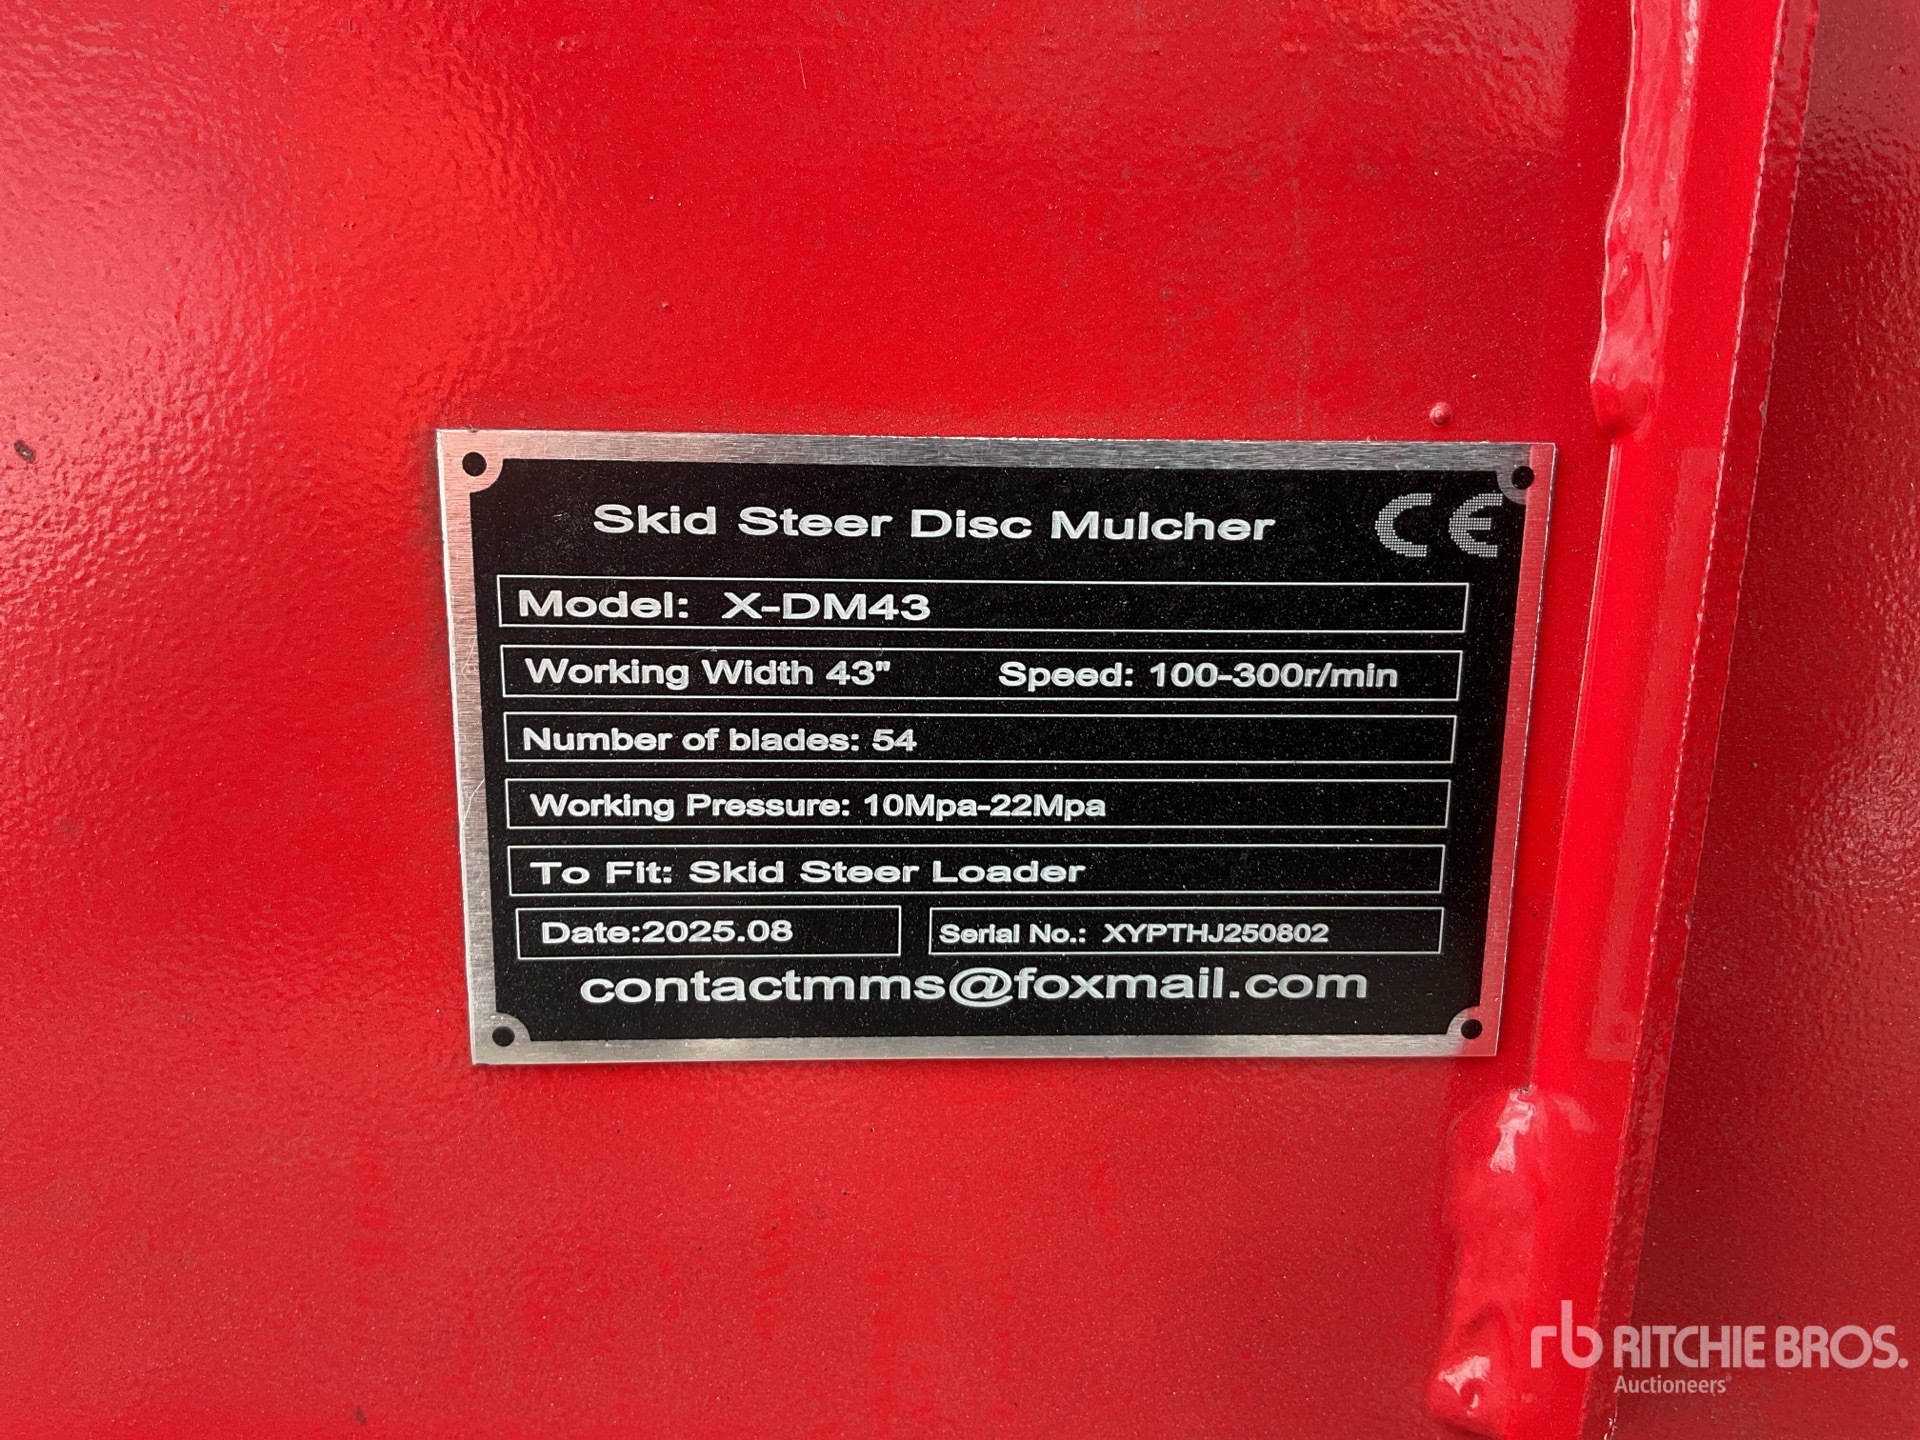 Skid Steer Disc Mulcher CE
Model: X-DM43
Working Width 43" Speed: 100-300r/min
Number of blades: 54
Working Pressure: 10Mpa-22Mpa
To Fit: Skid Steer Loader
Date:2025.08 Serial No.: XYPTHJ250802
contactmms@foxmail.com
rb RITCHIE BROS.
Auctioneers